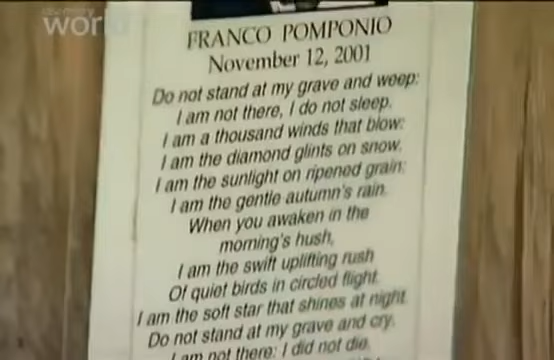 discovery
world
FRANCO POMPONIO
November 12, 2001
Do not stand at my grave and weep:
I am not there, I do not sleep.
I am a thousand winds that blow:
I am the diamond glints on snow,
I am the sunlight on ripened grain;
I am the gentle autumn's rain.
When you awaken in the
morning's hush,
I am the swift uplifting rush
Of quiet birds in circled flight.
I am the soft star that shines at night.
Do not stand at my grave and cry.
I am not there; I did not die.